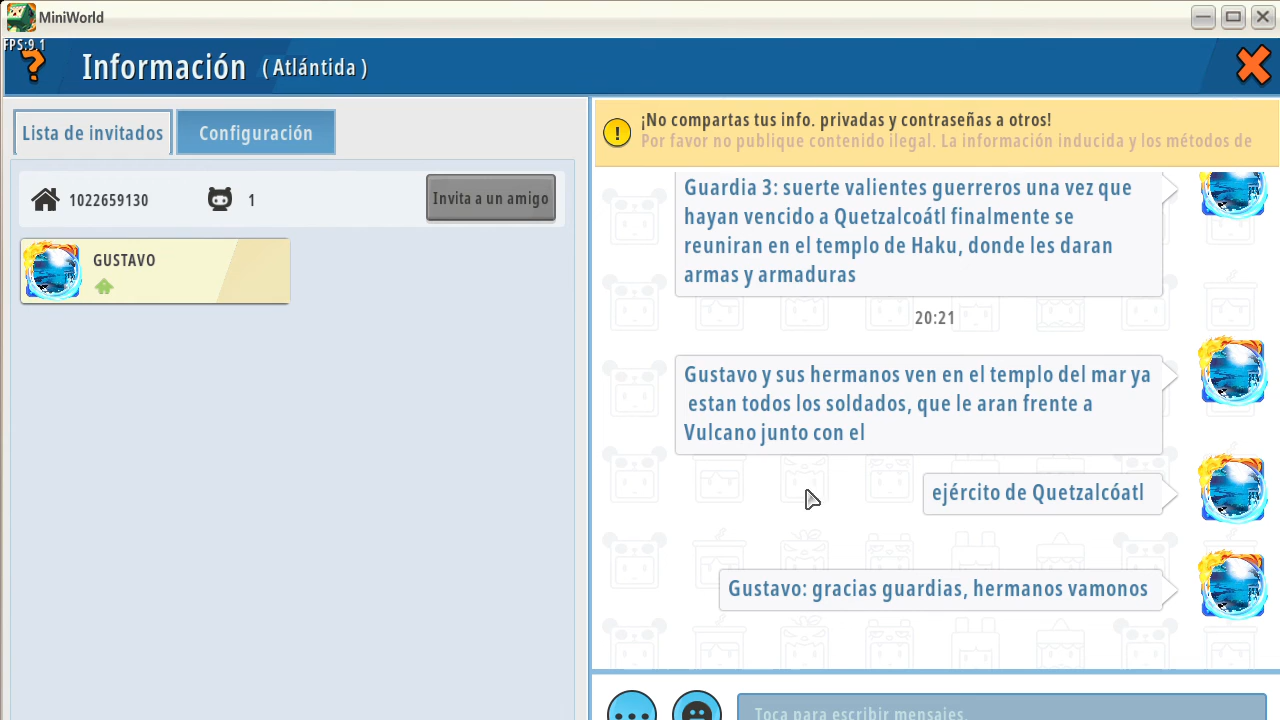 MiniWorld
FPS:9.1
Información ( Atlántida )
Lista de invitados
Configuración
1022659130
1
Invita a un amigo
GUSTAVO
¡No compartas tus info. privadas y contraseñas a otros!
Por favor no publique contenido ilegal. La información inducida y los métodos de
Guardia 3: suerte valientes guerreros una vez que
hayan vencido a Quetzalcoátl finalmente se
reuniran en el templo de Haku, donde les daran
armas y armaduras
20:21
Gustavo y sus hermanos ven en el templo del mar ya
estan todos los soldados, que le aran frente a
Vulcano junto con el
ejército de Quetzalcóatl
Gustavo: gracias guardias, hermanos vamonos
Toca para escribir mensajes.